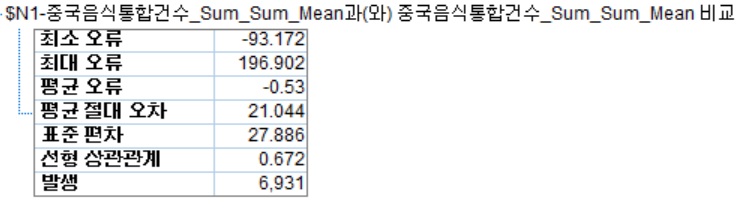 $N1-중국음식통합건수_Sum_Sum_Mean과(와) 중국음식통합건수_Sum_Sum_Mean 비교
최소 오류 -93.172
최대 오류 196.902
평균 오류 -0.53
평균 절대 오차 21.044
표준 편차 27.886
선형 상관관계 0.672
발생 6,931